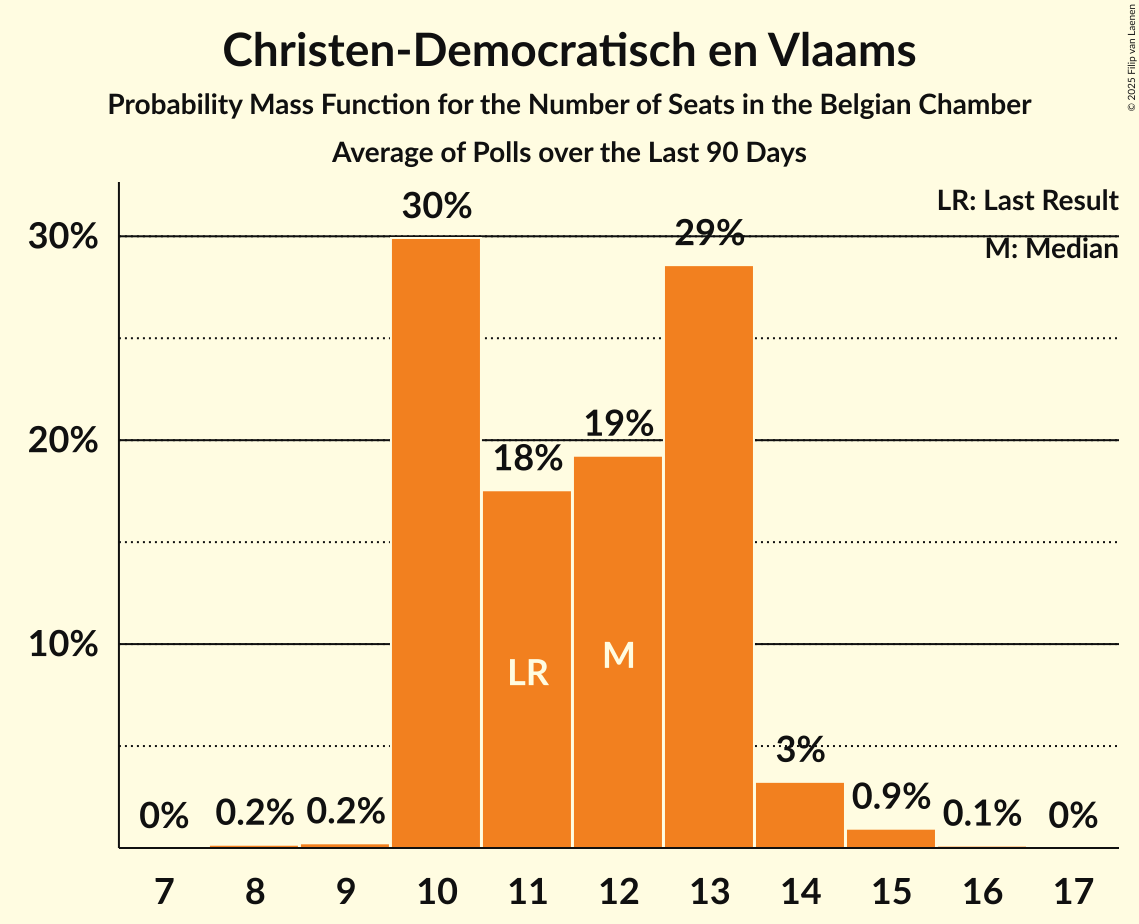 Christen-Democratisch en Vlaams
Probability Mass Function for the Number of Seats in the Belgian Chamber
Average of Polls over the Last 90 Days
© 2025 Filip van Laenen
LR: Last Result
M: Median
30%
20%
10%
0%
0.2%
0.2%
30%
18%
19%
29%
3%
0.9%
0.1%
0%
LR
M
7 8 9 10 11 12 13 14 15 16 17